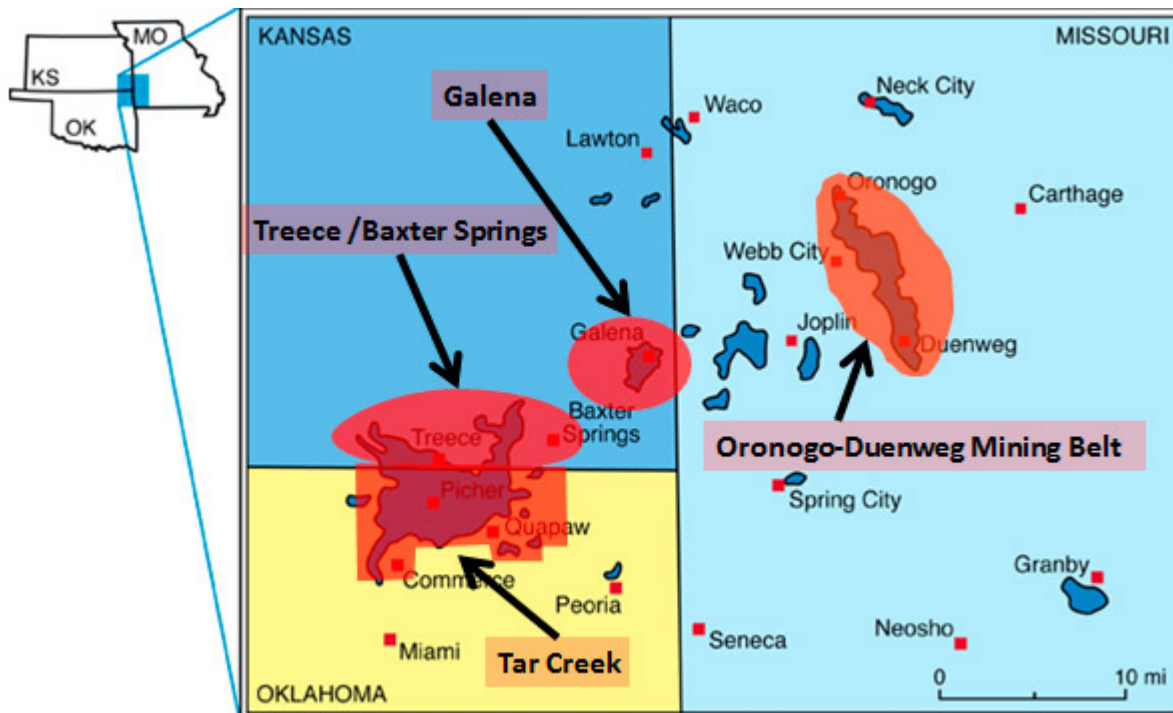 MO
KS
OK
KANSAS
MISSOURI
Galena
Waco
Neck City
Lawton
Oronogo
Carthage
Treece /Baxter Springs
Webb City
Galena
Joplin
Duenweg
Baxter
Springs
Treece
Oronogo-Duenweg Mining Belt
Picher
Spring City
Quapaw
Commerce
Peoria
Granby
Miami
Tar Creek
Seneca
Neosho
OKLAHOMA
0 10 mi